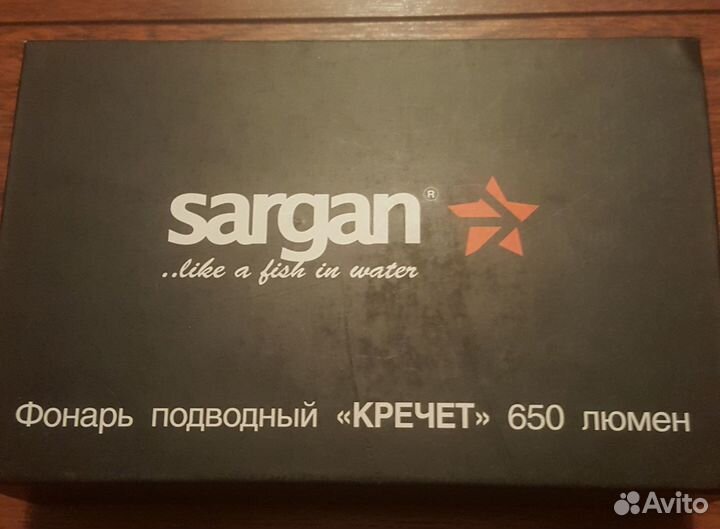 sargan®
..like a fish in water
Фонарь подводный «КРЕЧЕТ» 650 люмен
Avito